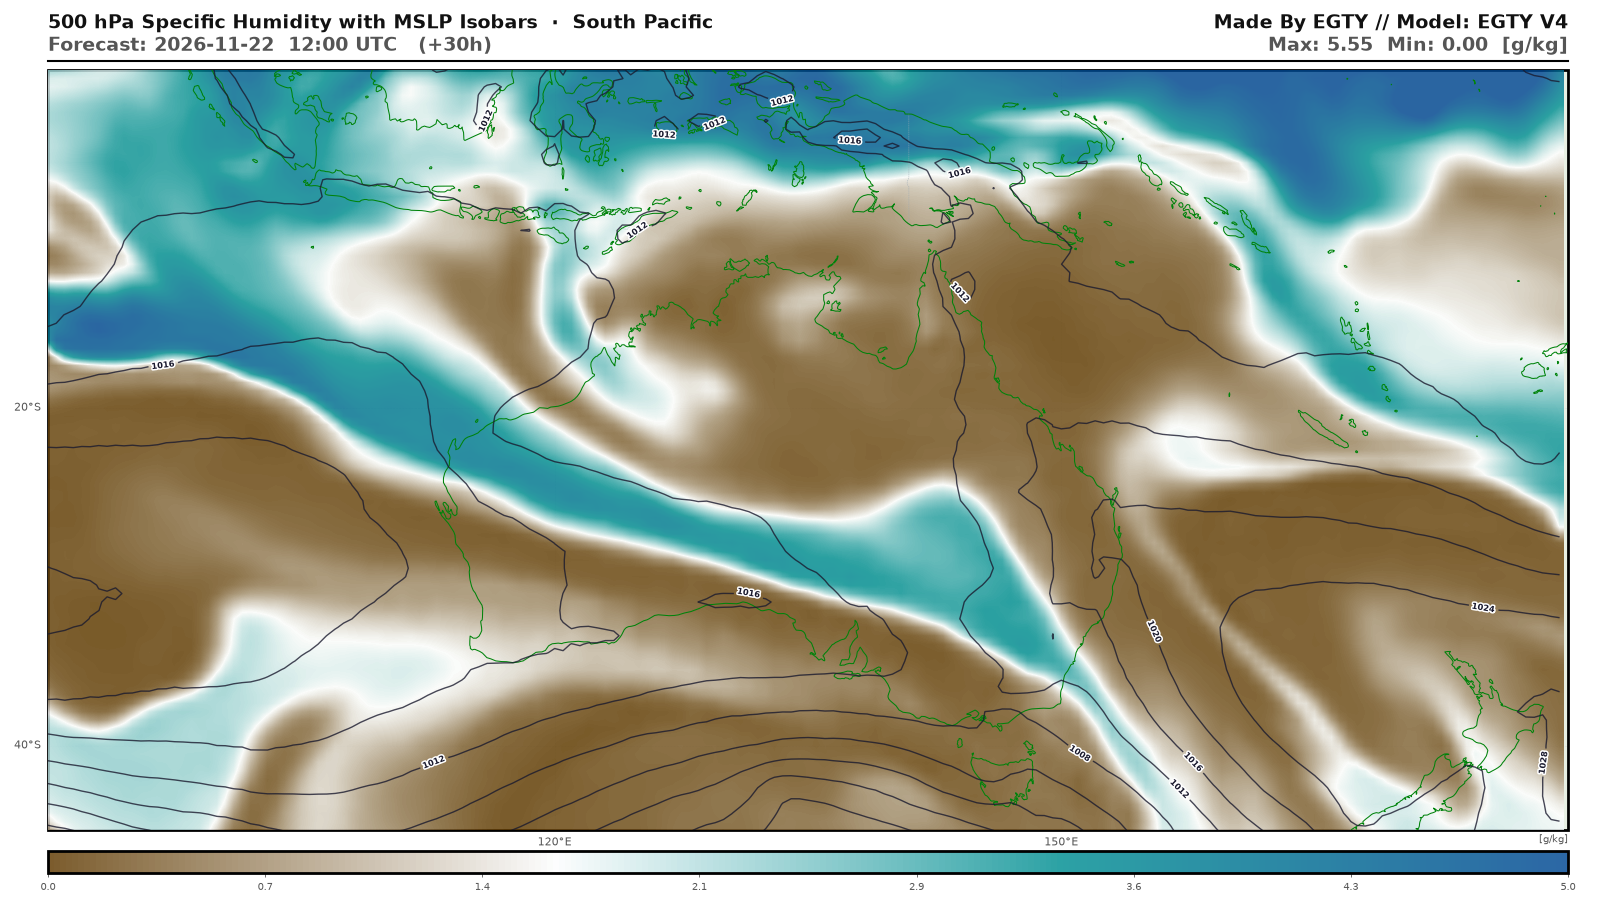 500 hPa Specific Humidity with MSLP Isobars · South Pacific
Made By EGTY // Model: EGTY V4
Forecast: 2026-11-22 12:00 UTC (+30h)
Max: 5.55 Min: 0.00 [g/kg]
1012
1012
1012
1012
1016
1016
1012
1012
1016
20°S
1016
1024
1020
40°S
1012
1008
1016
1012
1028
120°E
150°E
[g/kg]
0.0
0.7
1.4
2.1
2.9
3.6
4.3
5.0